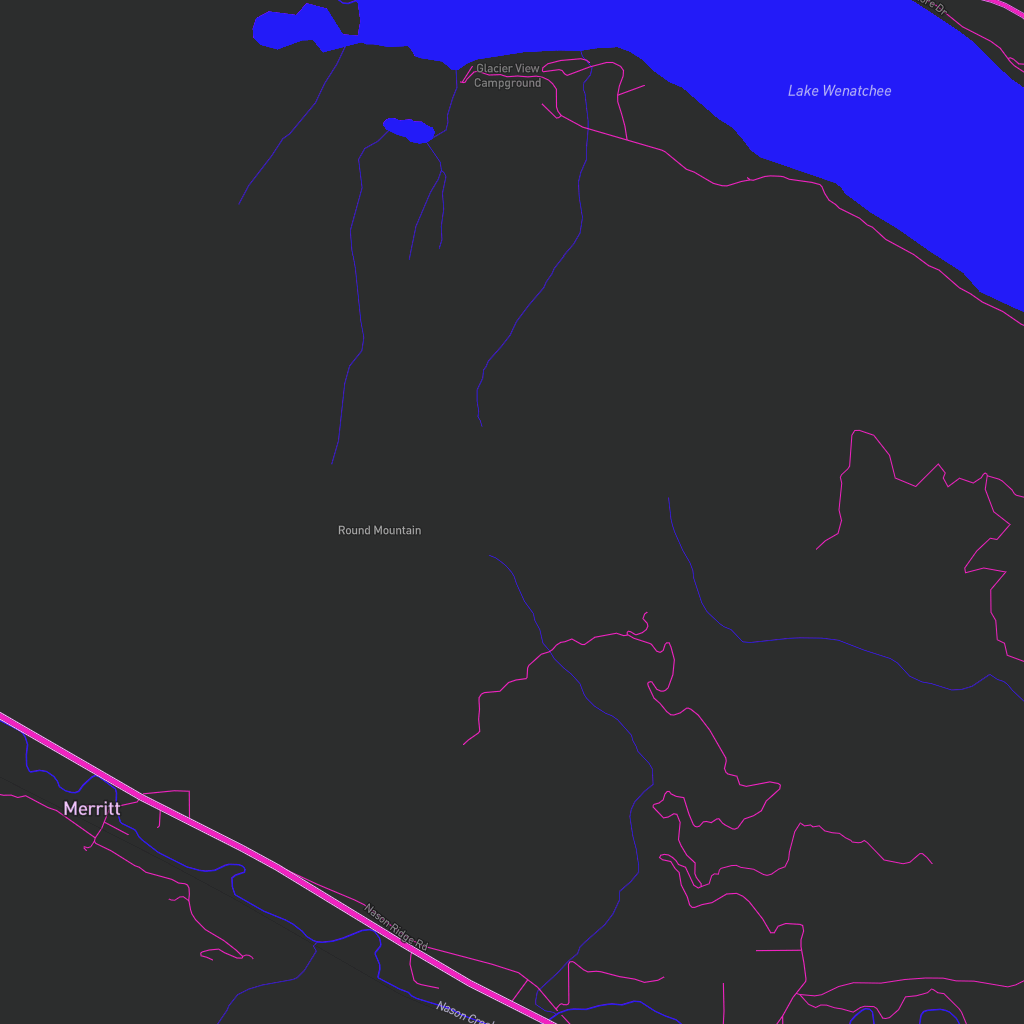 Glacier View
Campground
Lake Wenatchee
Round Mountain
Merritt
Nason Ridge Rd